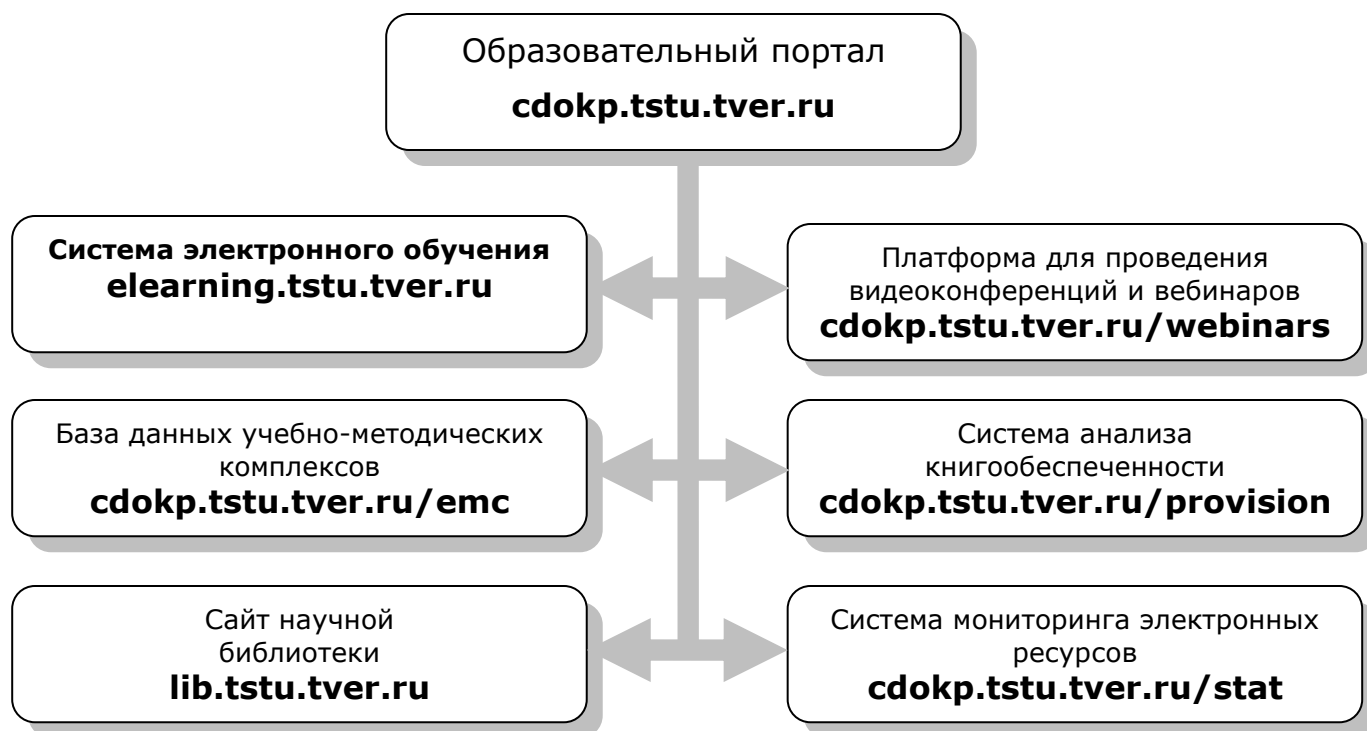 Образовательный портал
cdokp.tstu.tver.ru
Система электронного обучения
elearning.tstu.tver.ru
Платформа для проведения
видеоконференций и вебинаров
cdokp.tstu.tver.ru/webinars
База данных учебно-методических
комплексов
cdokp.tstu.tver.ru/emc
Система анализа
книгообеспеченности
cdokp.tstu.tver.ru/provision
Сайт научной
библиотеки
lib.tstu.tver.ru
Система мониторинга электронных
ресурсов
cdokp.tstu.tver.ru/stat